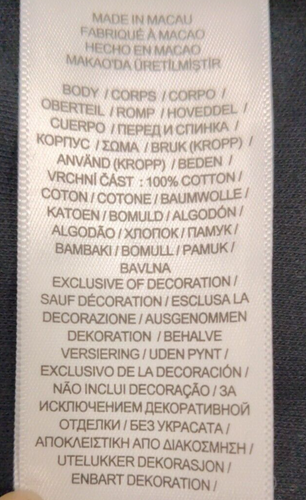 MADE IN MACAU
FABRIQUÉ À MACAO
HECHO EN MACAO
MAKAO'DA ÜRETİLMİŞTİR
BODY / CORPS / CORPO /
OBERTEIL / ROMP / HOVEDDEL /
CUERPO / ПЕРЕД И СПИНКА /
КОРПУС / ΣΩΜΑ / BRUK (KROPP) /
ANVÄND (KROPP) / BEDEN /
VRCHNÍ ČÁST : 100% COTTON /
COTON / COTONE / BAUMWOLLE /
KATOEN / BOMULD / ALGODÓN /
ALGODÃO / ХЛОПОК / ПАМУК /
BAMBAKI / BOMULL / PAMUK /
BAVLNA
EXCLUSIVE OF DECORATION /
SAUF DÉCORATION / ESCLUSA LA
DECORAZIONE / AUSGENOMMEN
DEKORATION / BEHALVE
VERSIERING / UDEN PYNT /
EXCLUSIVO DE LA DECORACIÓN /
NÃO INCLUI DECORAÇÃO / ЗА
ИСКЛЮЧЕНИЕМ ДЕКОРАТИВНОЙ
ОТДЕЛКИ / БЕЗ УКРАСАТА /
ΑΠΟΚΛΕΙΣΤΙΚΗ ΑΠΟ ΔΙΑΚΟΣΜΗΣΗ /
UTELUKKER DEKORASJON /
ENBART DEKORATION /